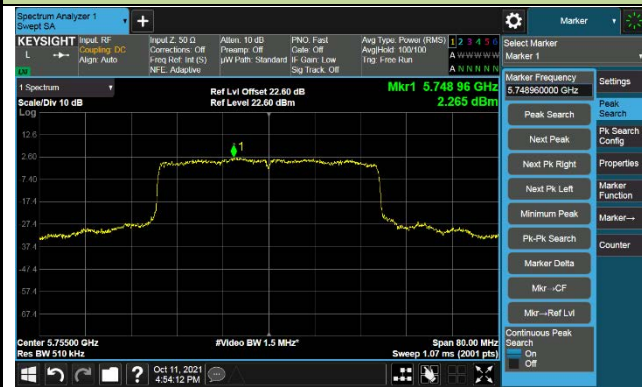 Spectrum Analyzer 1
Swept SA
Marker
KEYSIGHT
L
Input: RF
Coupling: DC
Align: Auto
Input Z: 50 Ω
Corrections: Off
Freq Ref: Int (S)
NFE: Adaptive
Atten: 10 dB
Preamp: Off
µW Path: Standard
PNO: Fast
Gate: Off
IF Gain: Low
Sig Track: Off
Avg Type: Power (RMS)
Avg|Hold: 100/100
Trig: Free Run
1 2 3 4 5 6
A W W W W W
A N N N N N
Select Marker
Marker 1
1 Spectrum
Scale/Div 10 dB
Log
Ref Lvl Offset 22.60 dB
Ref Level 22.60 dBm
Mkr1 5.748 96 GHz
2.265 dBm
12.6
2.60
-7.40
-17.4
-27.4
-37.4
-47.4
-57.4
-67.4
1
Center 5.75500 GHz
Res BW 510 kHz
#Video BW 1.5 MHz*
Span 80.00 MHz
Sweep 1.07 ms (2001 pts)
Marker Frequency
5.748960000 GHz
Peak Search
Next Peak
Next Pk Right
Next Pk Left
Minimum Peak
Pk-Pk Search
Marker Delta
Mkr→CF
Mkr→Ref Lvl
Continuous Peak
Search
On
Off
Settings
Peak
Search
Pk Search
Config
Properties
Marker
Function
Marker→
Counter
Oct 11, 2021
4:54:12 PM